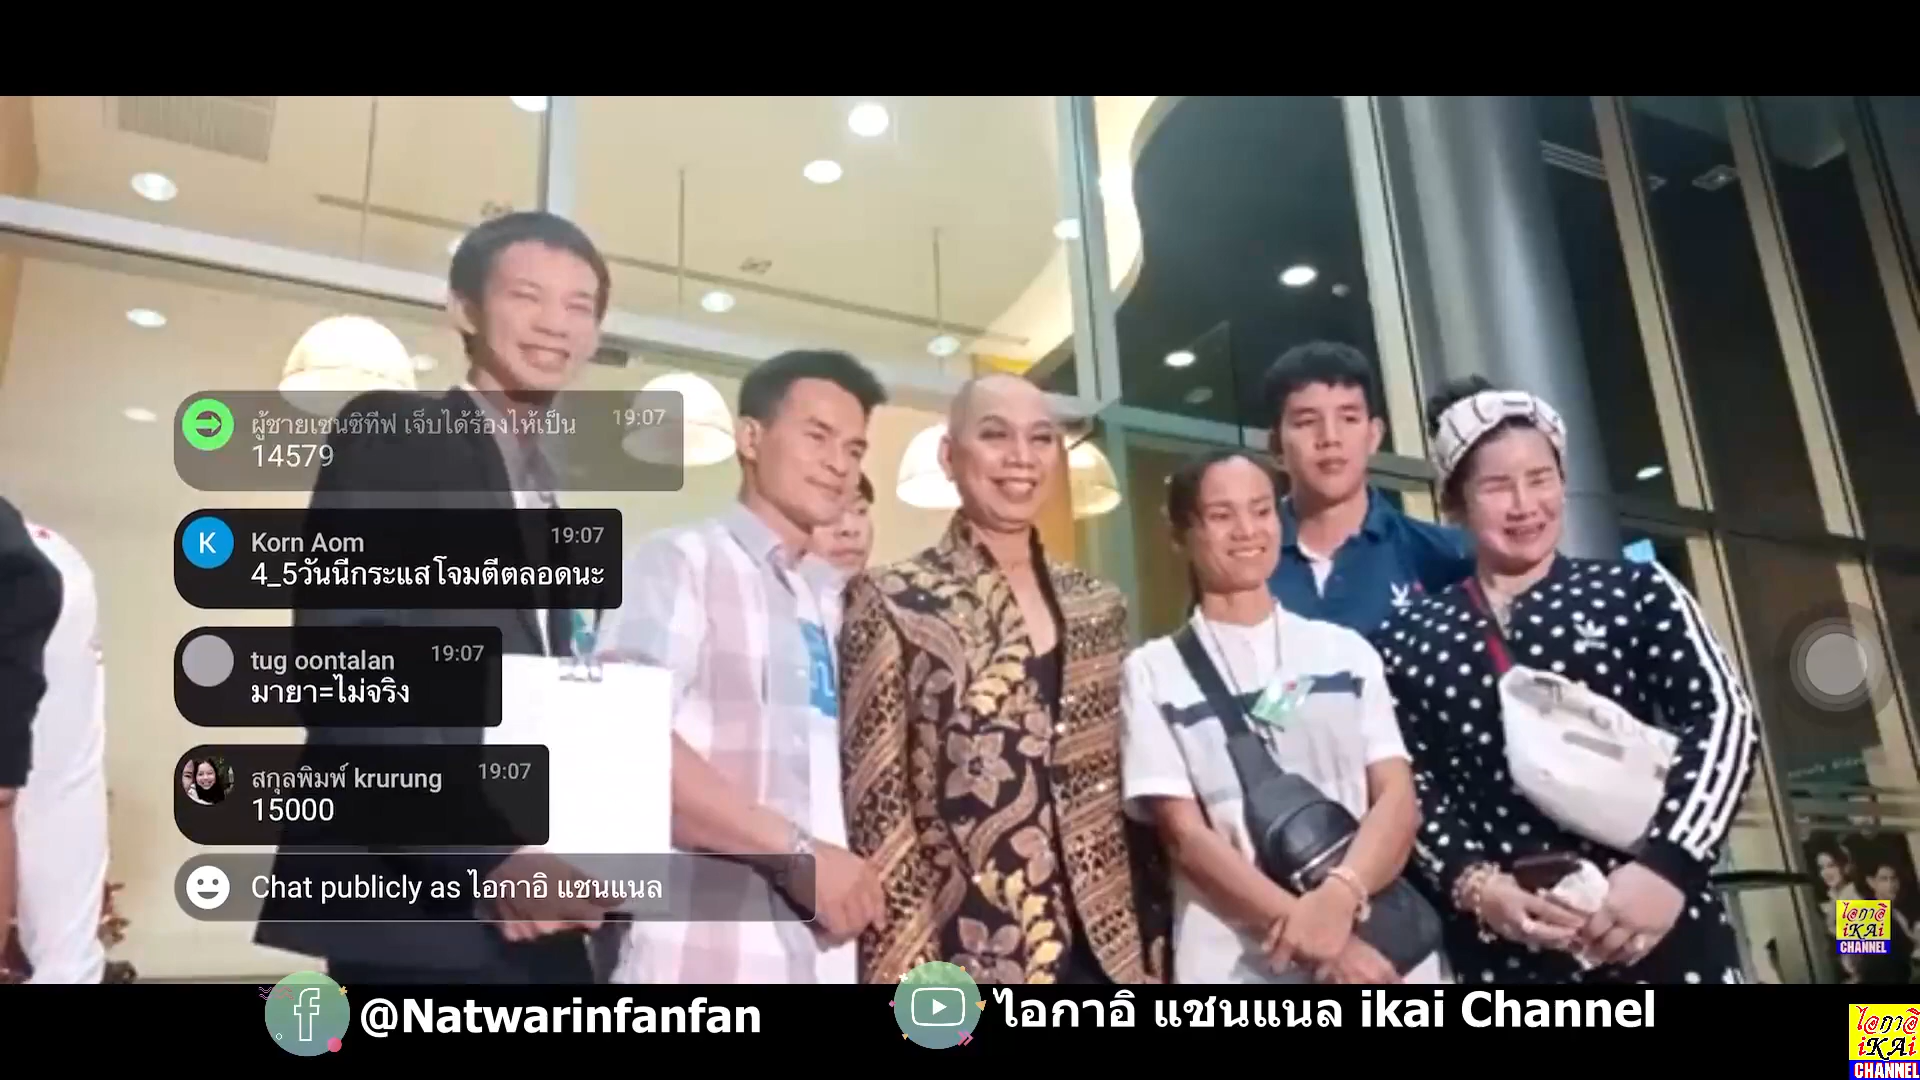 ผู้ชายเซนซิทีฟ เจ็บได้ร้องไห้เป็น 19:07
14579
K
Korn Aom 19:07
4_5วันนี้กระแสโจมตีตลอดนะ
tug oontalan 19:07
มายา=ไม่จริง
สกุลพิมพ์ krurung 19:07
15000
Chat publicly as ไอกาอิ แชนแนล
ไอกาอิ
iKAi
CHANNEL
@Natwarinfanfan
ไอกาอิ แชนแนล ikai Channel
ไอกาอิ
iKAi
CHANNEL